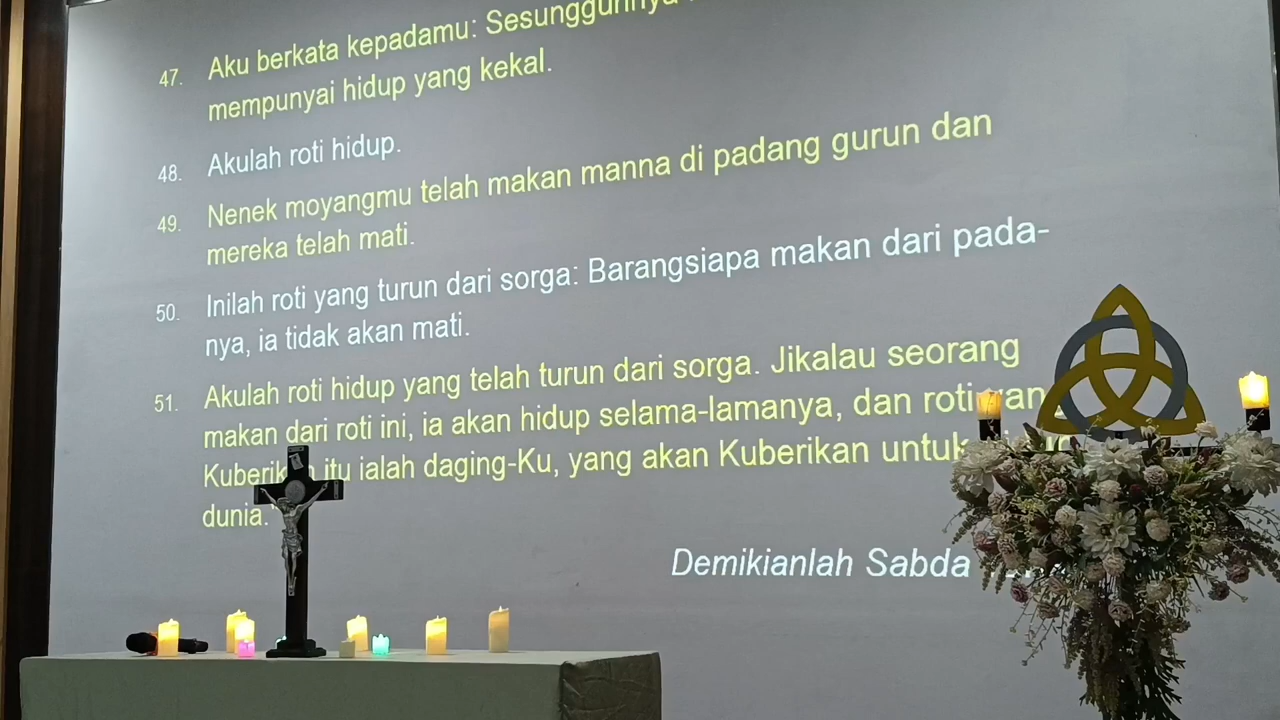 47. Aku berkata kepadamu: Sesungguhnya
mempunyai hidup yang kekal.
48. Akulah roti hidup.
49. Nenek moyangmu telah makan manna di padang gurun dan
mereka telah mati.
50. Inilah roti yang turun dari sorga: Barangsiapa makan dari pada-
nya, ia tidak akan mati.
51. Akulah roti hidup yang telah turun dari sorga. Jikalau seorang
makan dari roti ini, ia akan hidup selama-lamanya, dan roti yang
Kuberikan itu ialah daging-Ku, yang akan Kuberikan untuk
dunia."
Demikianlah Sabda